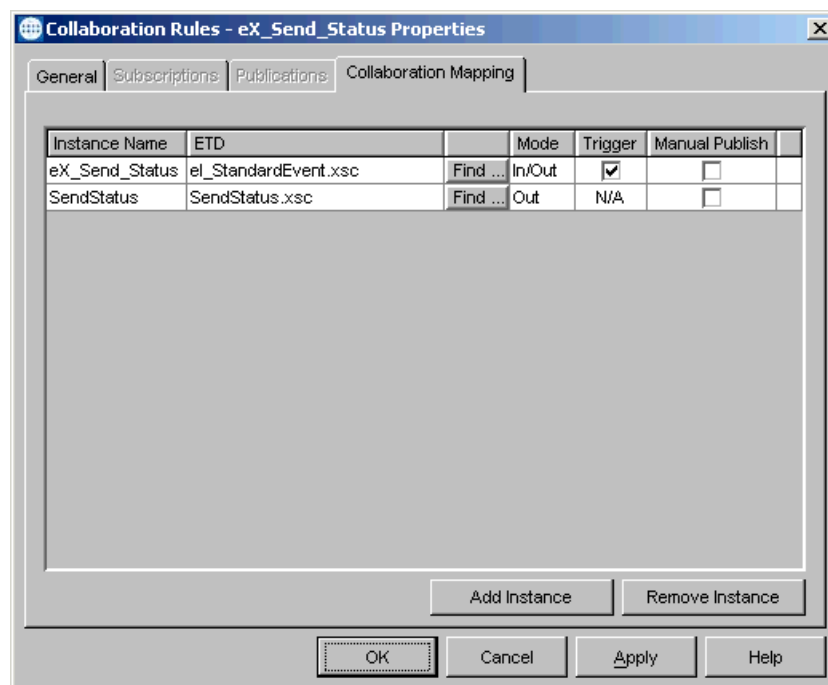 Collaboration Rules - eX_Send_Status Properties
General Subscriptions Publications Collaboration Mapping
Instance Name ETD Mode Trigger Manual Publish
eX_Send_Status eI_StandardEvent.xsc Find ... In/Out
SendStatus SendStatus.xsc Find ... Out N/A
Add Instance Remove Instance
OK Cancel Apply Help